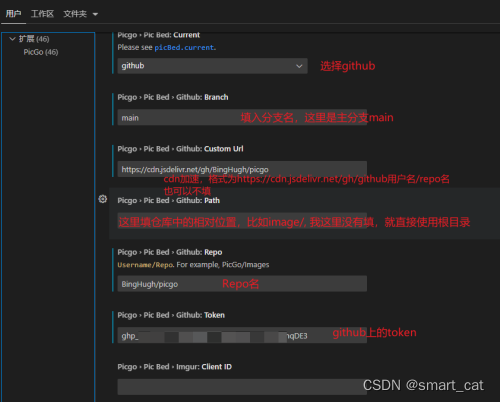 用户 工作区 文件夹
扩展 (46)
PicGo (46)
Picgo › Pic Bed: Current
Please see picBed.current.
github
选择github
Picgo › Pic Bed › Github: Branch
main
填入分支名，这里是主分支main
Picgo › Pic Bed › Github: Custom Url
https://cdn.jsdelivr.net/gh/BingHugh/picgo
cdn加速，格式为https://cdn.jsdelivr.net/gh/github用户名/repo名
也可以不填
Picgo › Pic Bed › Github: Path
这里填仓库中的相对位置，比如image/, 我这里没有填，就直接使用根目录
Picgo › Pic Bed › Github: Repo
Username/Repo. For example, PicGo/Images
BingHugh/picgo
Repo名
Picgo › Pic Bed › Github: Token
ghp_ nqDE3
github上的token
Picgo › Pic Bed › Imgur: Client ID
CSDN @smart_cat